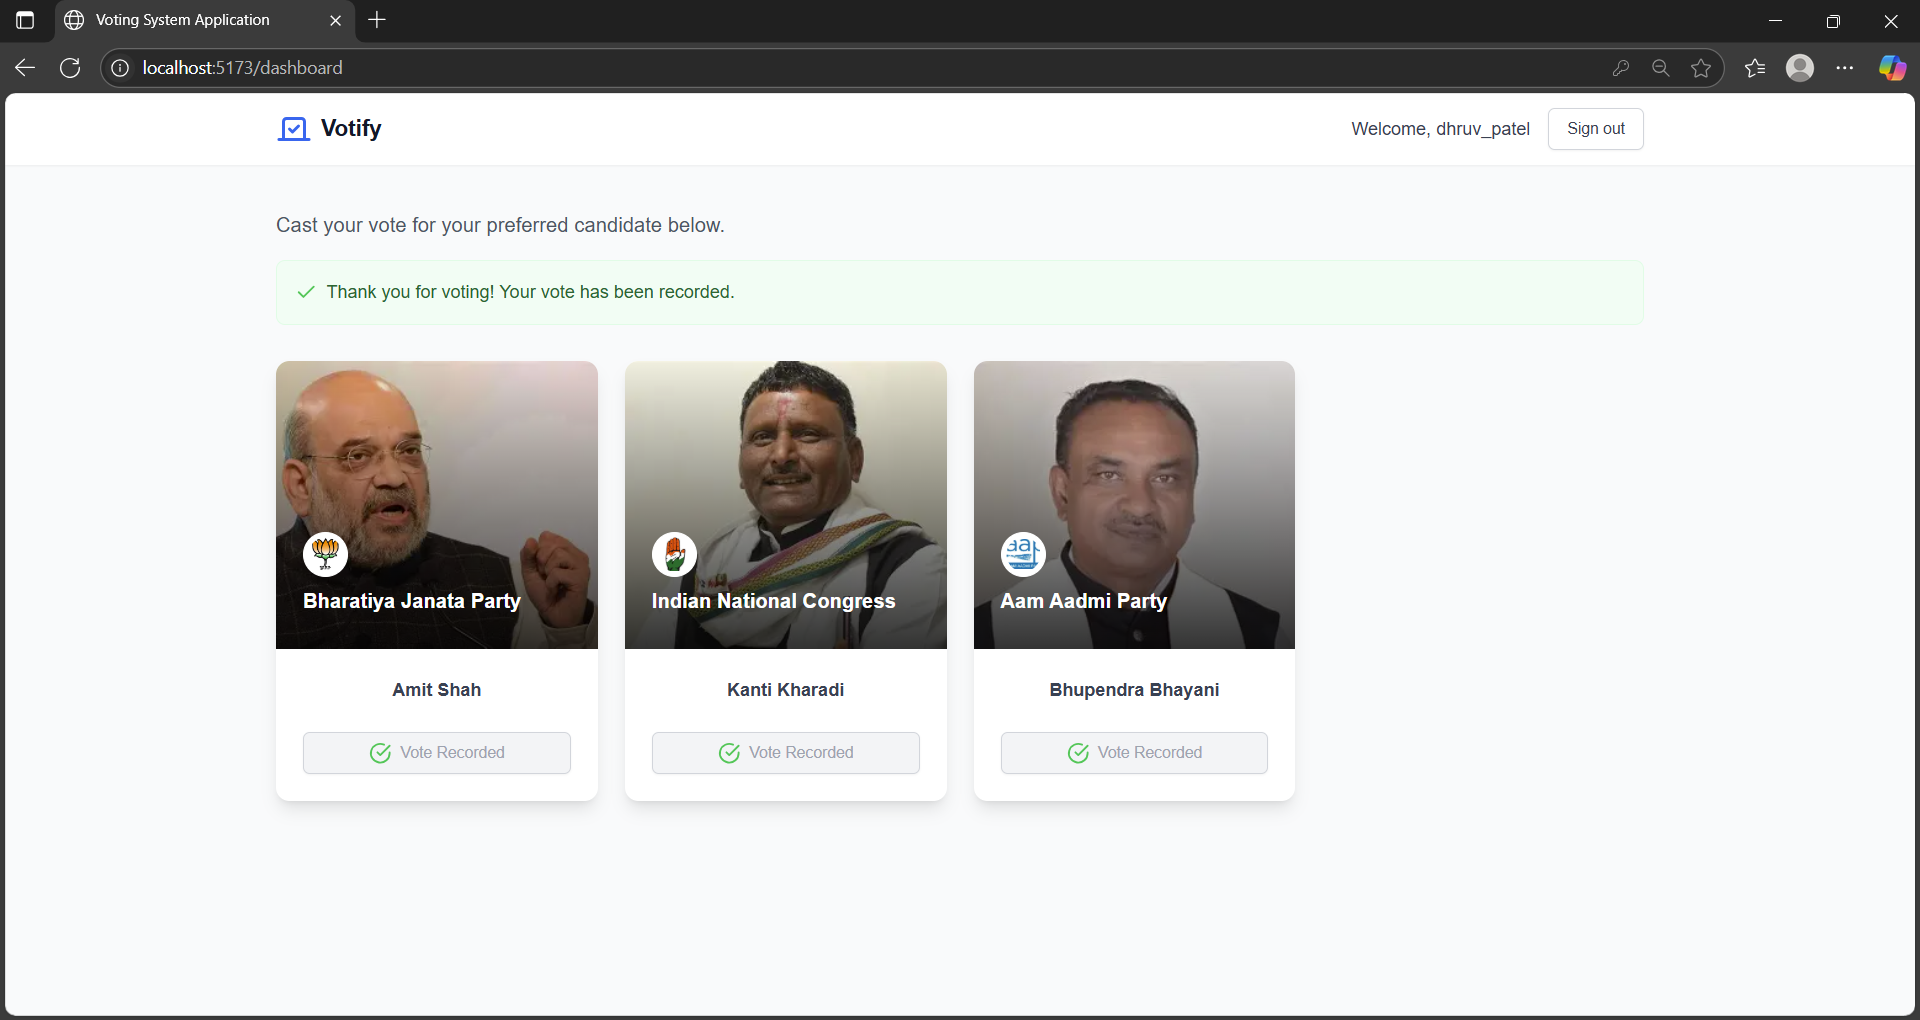 Voting System Application
localhost:5173/dashboard
Votify
Welcome, dhruv_patel
Sign out
Cast your vote for your preferred candidate below.
Thank you for voting! Your vote has been recorded.
Bharatiya Janata Party
Amit Shah
Vote Recorded
Indian National Congress
Kanti Kharadi
Vote Recorded
aap
Aam Aadmi Party
Bhupendra Bhayani
Vote Recorded